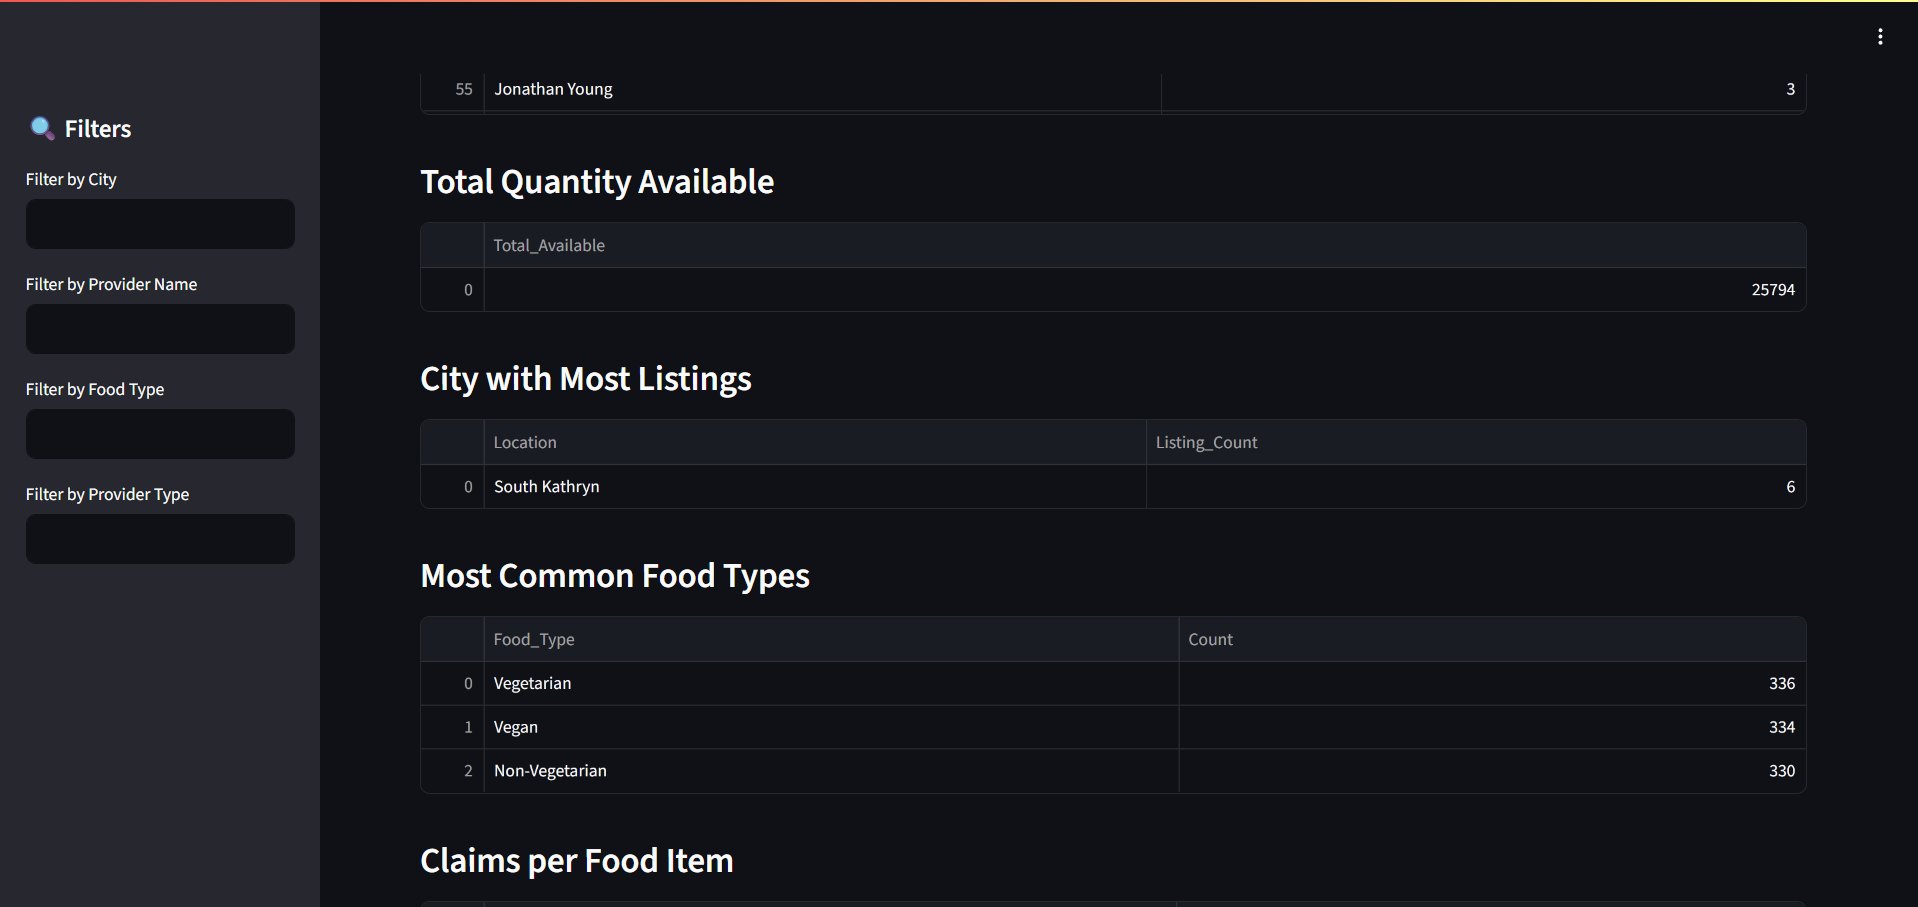 Filters
Filter by City
Filter by Provider Name
Filter by Food Type
Filter by Provider Type
55 Jonathan Young 3
Total Quantity Available
Total_Available
0 25794
City with Most Listings
Location Listing_Count
0 South Kathryn 6
Most Common Food Types
Food_Type Count
0 Vegetarian 336
1 Vegan 334
2 Non-Vegetarian 330
Claims per Food Item